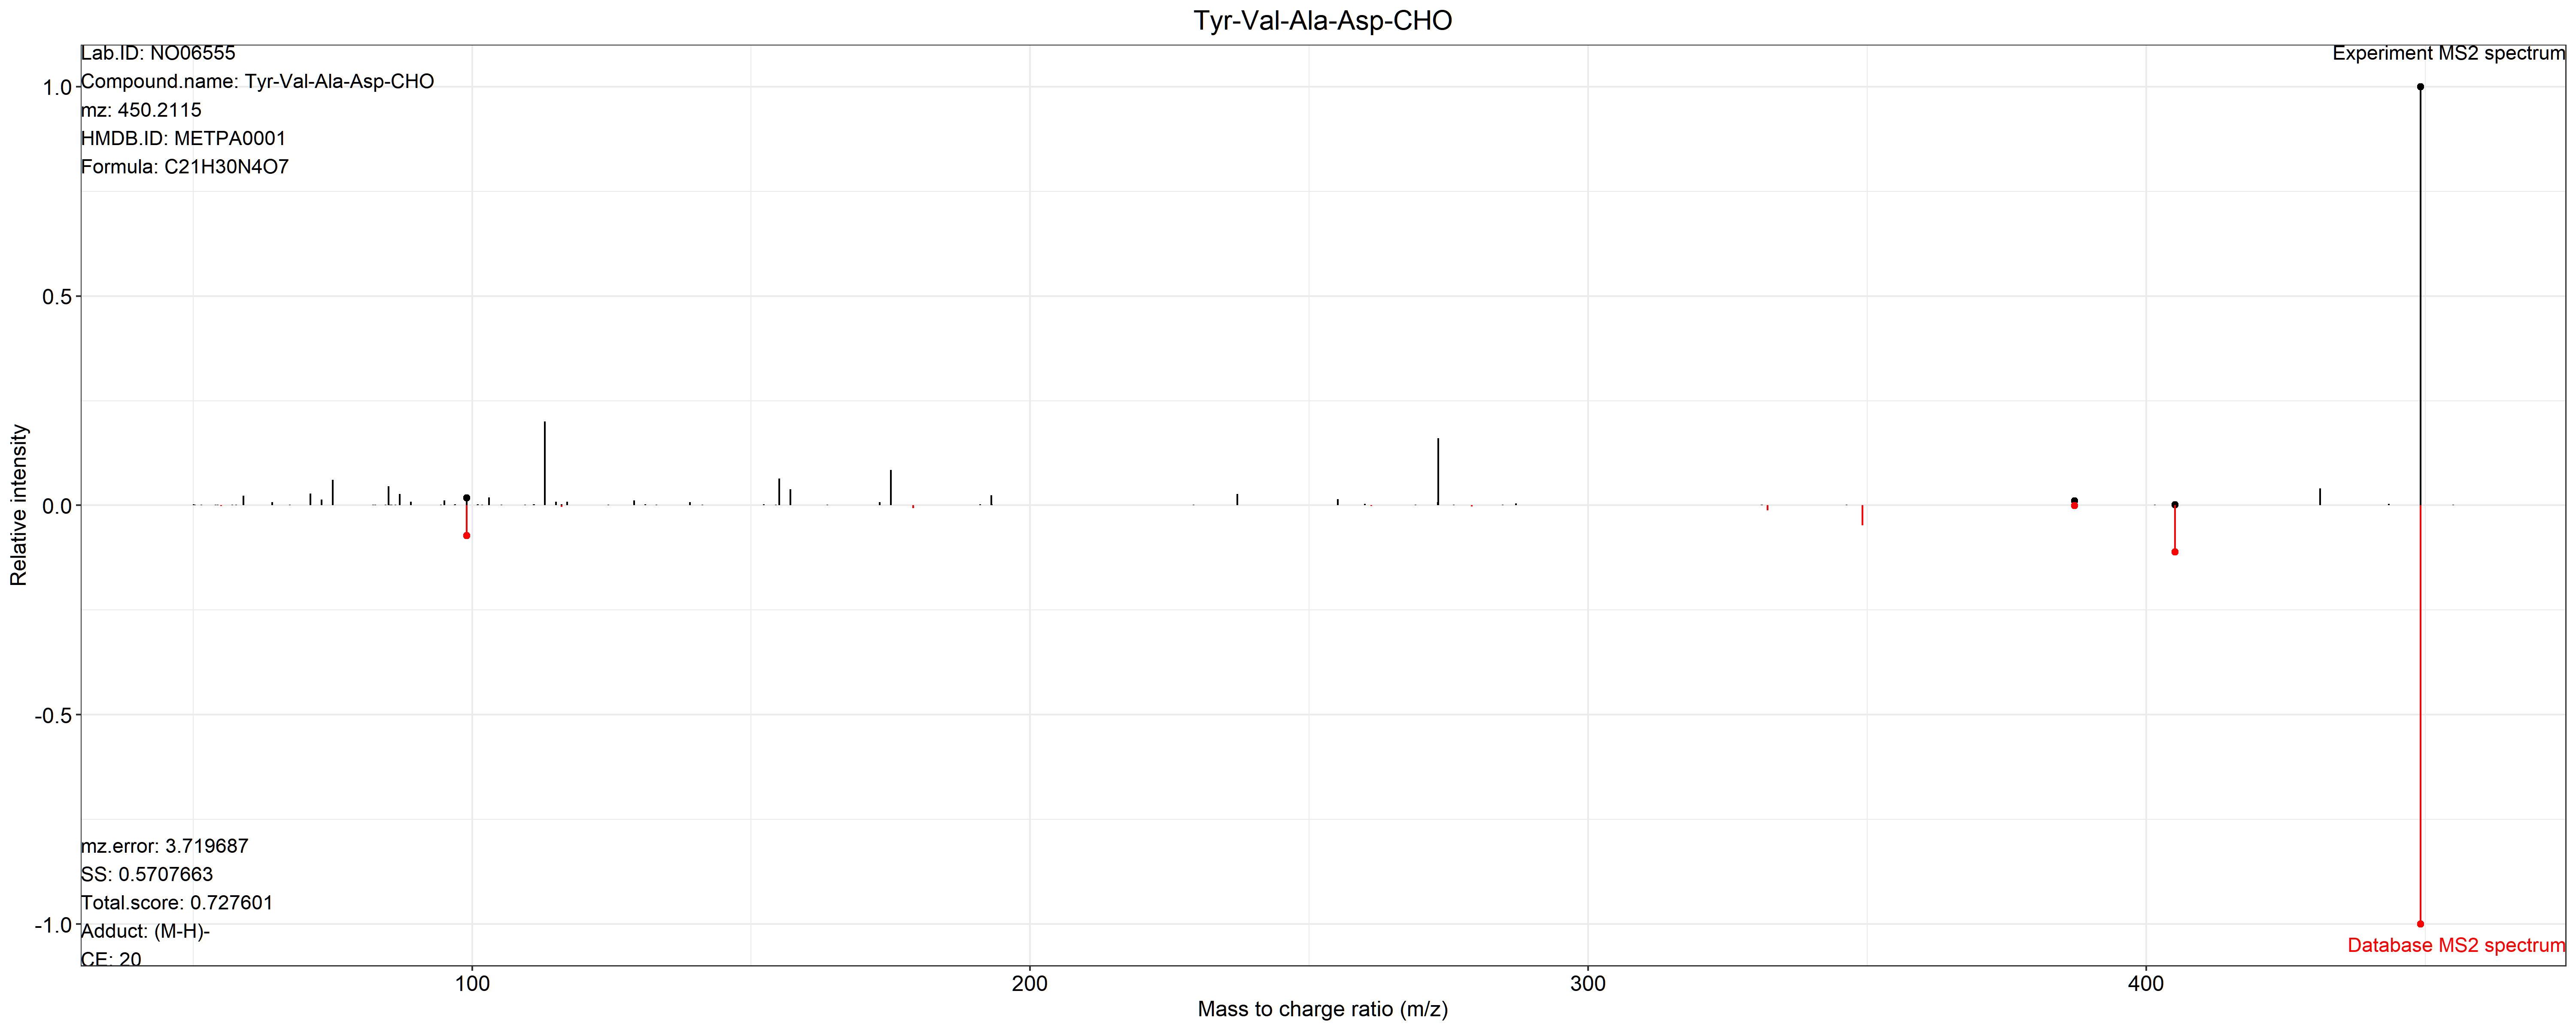 Tyr-Val-Ala-Asp-CHO
Lab.ID: NO06555
Experiment MS2 spectrum
Compound.name: Tyr-Val-Ala-Asp-CHO
mz: 450.2115
HMDB.ID: METPA0001
Formula: C21H30N4O7
1.0
0.5
0.0
-0.5
-1.0
Relative intensity
mz.error: 3.719687
SS: 0.5707663
Total.score: 0.727601
Adduct: (M-H)-
CE: 20
Database MS2 spectrum
100
200
300
400
Mass to charge ratio (m/z)